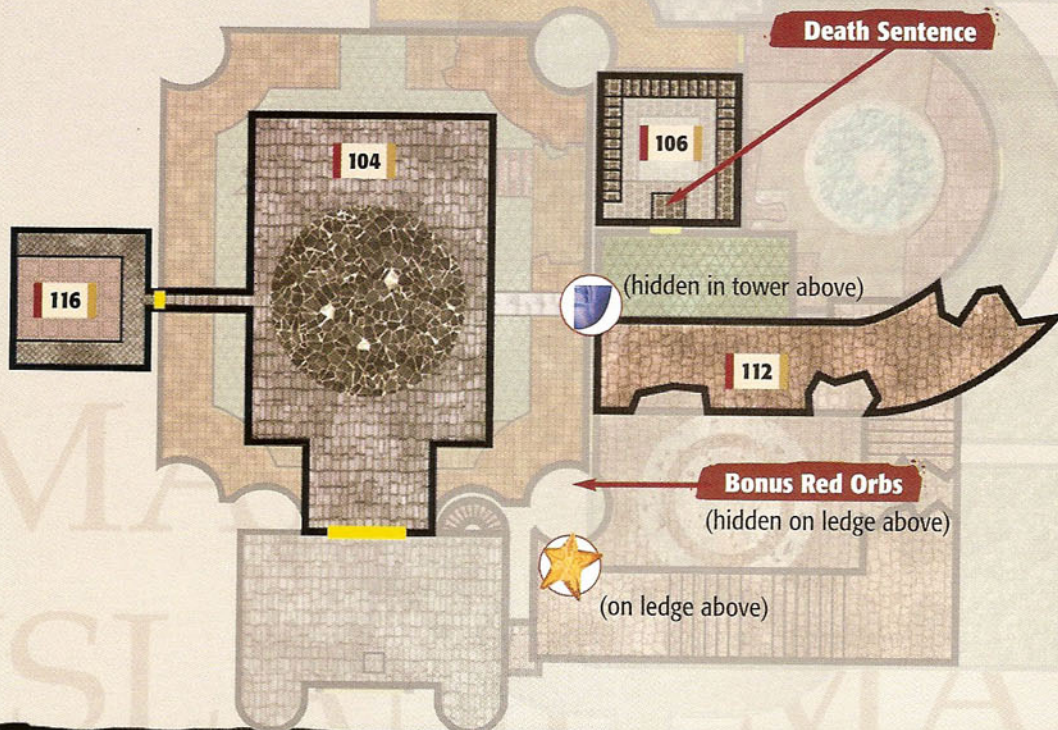 Death Sentence
104
106
116
(hidden in tower above)
112
Bonus Red Orbs
(hidden on ledge above)
(on ledge above)